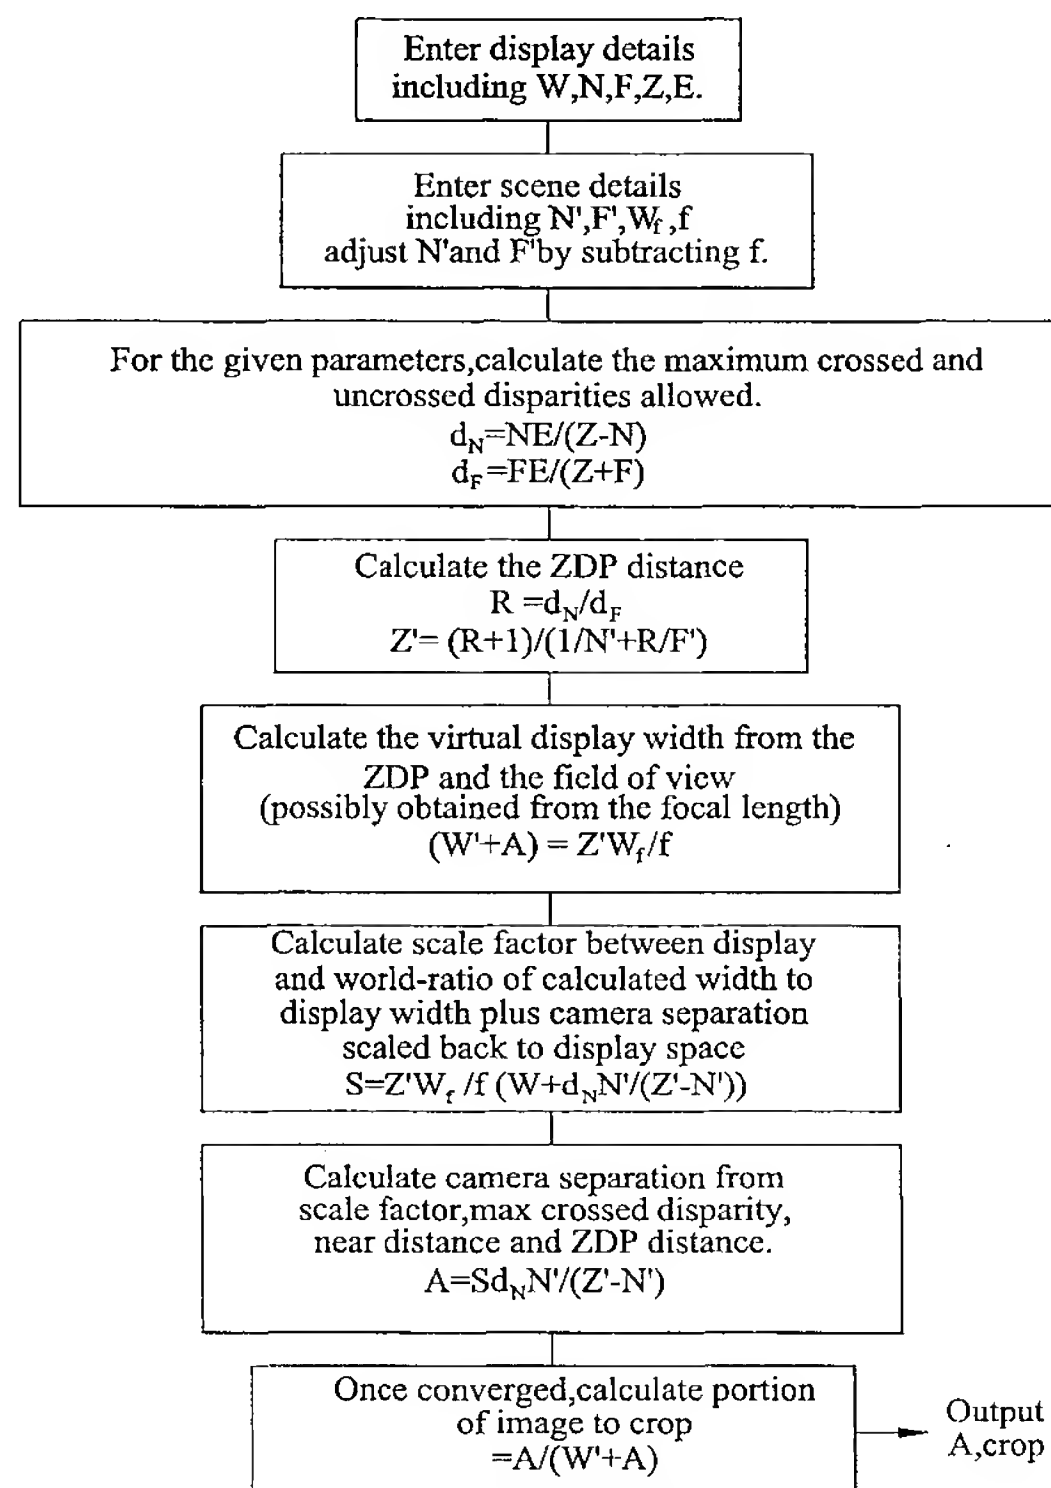 Enter display details
including W,N,F,Z,E.
Enter scene details
including N',F',Wf,f
adjust N'and F'by subtracting f.
For the given parameters,calculate the maximum crossed and
uncrossed disparities allowed.
dN=NE/(Z-N)
dF=FE/(Z+F)
Calculate the ZDP distance
R =dN/dF
Z'= (R+1)/(1/N'+R/F')
Calculate the virtual display width from the
ZDP and the field of view
(possibly obtained from the focal length)
(W'+A) = Z'Wf/f
Calculate scale factor between display
and world-ratio of calculated width to
display width plus camera separation
scaled back to display space
S=Z'Wf /f (W+dNN'/(Z'-N'))
Calculate camera separation from
scale factor,max crossed disparity,
near distance and ZDP distance.
A=SdNN'/(Z'-N')
Once converged,calculate portion
of image to crop
=A/(W'+A)
Output
A,crop